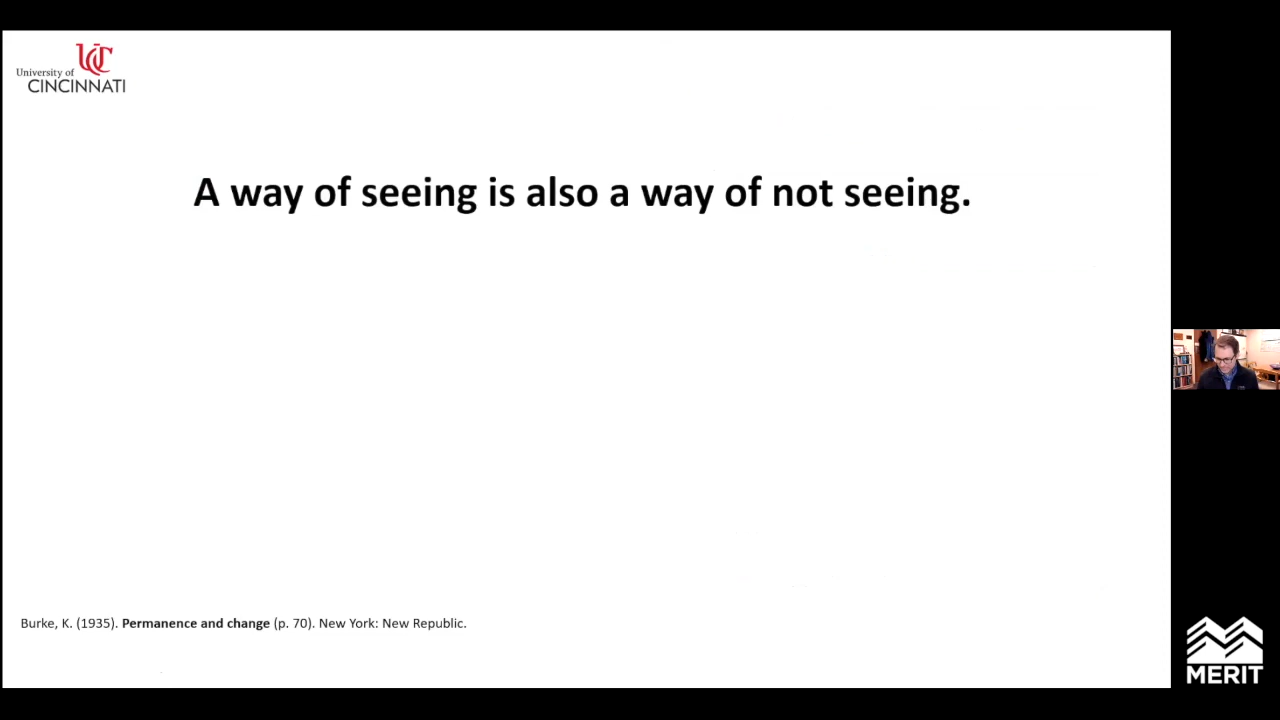 University of
CINCINNATI
A way of seeing is also a way of not seeing.
Burke, K. (1935). Permanence and change (p. 70). New York: New Republic.
MERIT